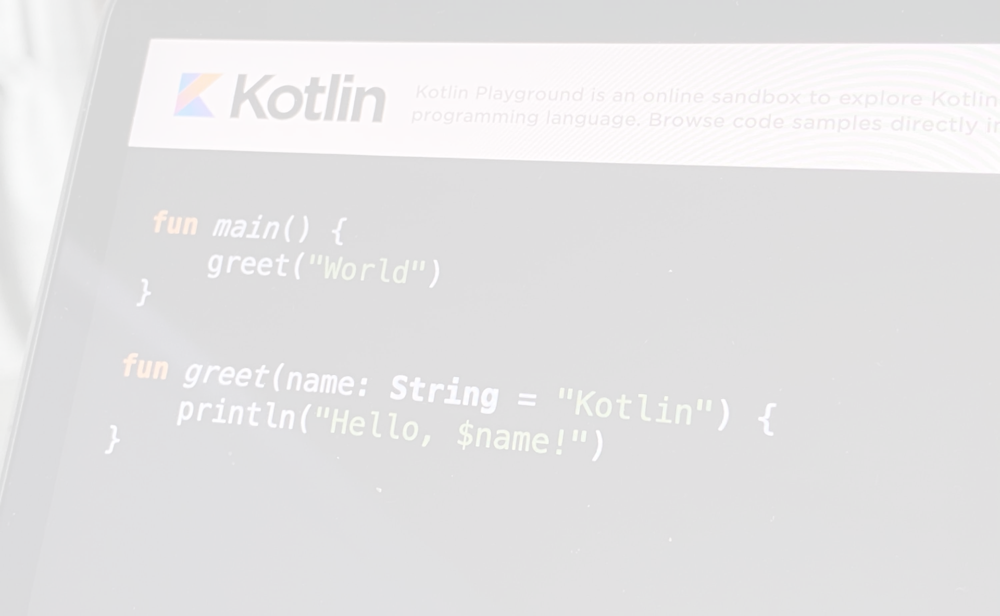 Kotlin
Kotlin Playground is an online sandbox to explore Kotlin
programming language. Browse code samples directly in
fun main() {
    greet("World")
}
fun greet(name: String = "Kotlin") {
    println("Hello, $name!")
}